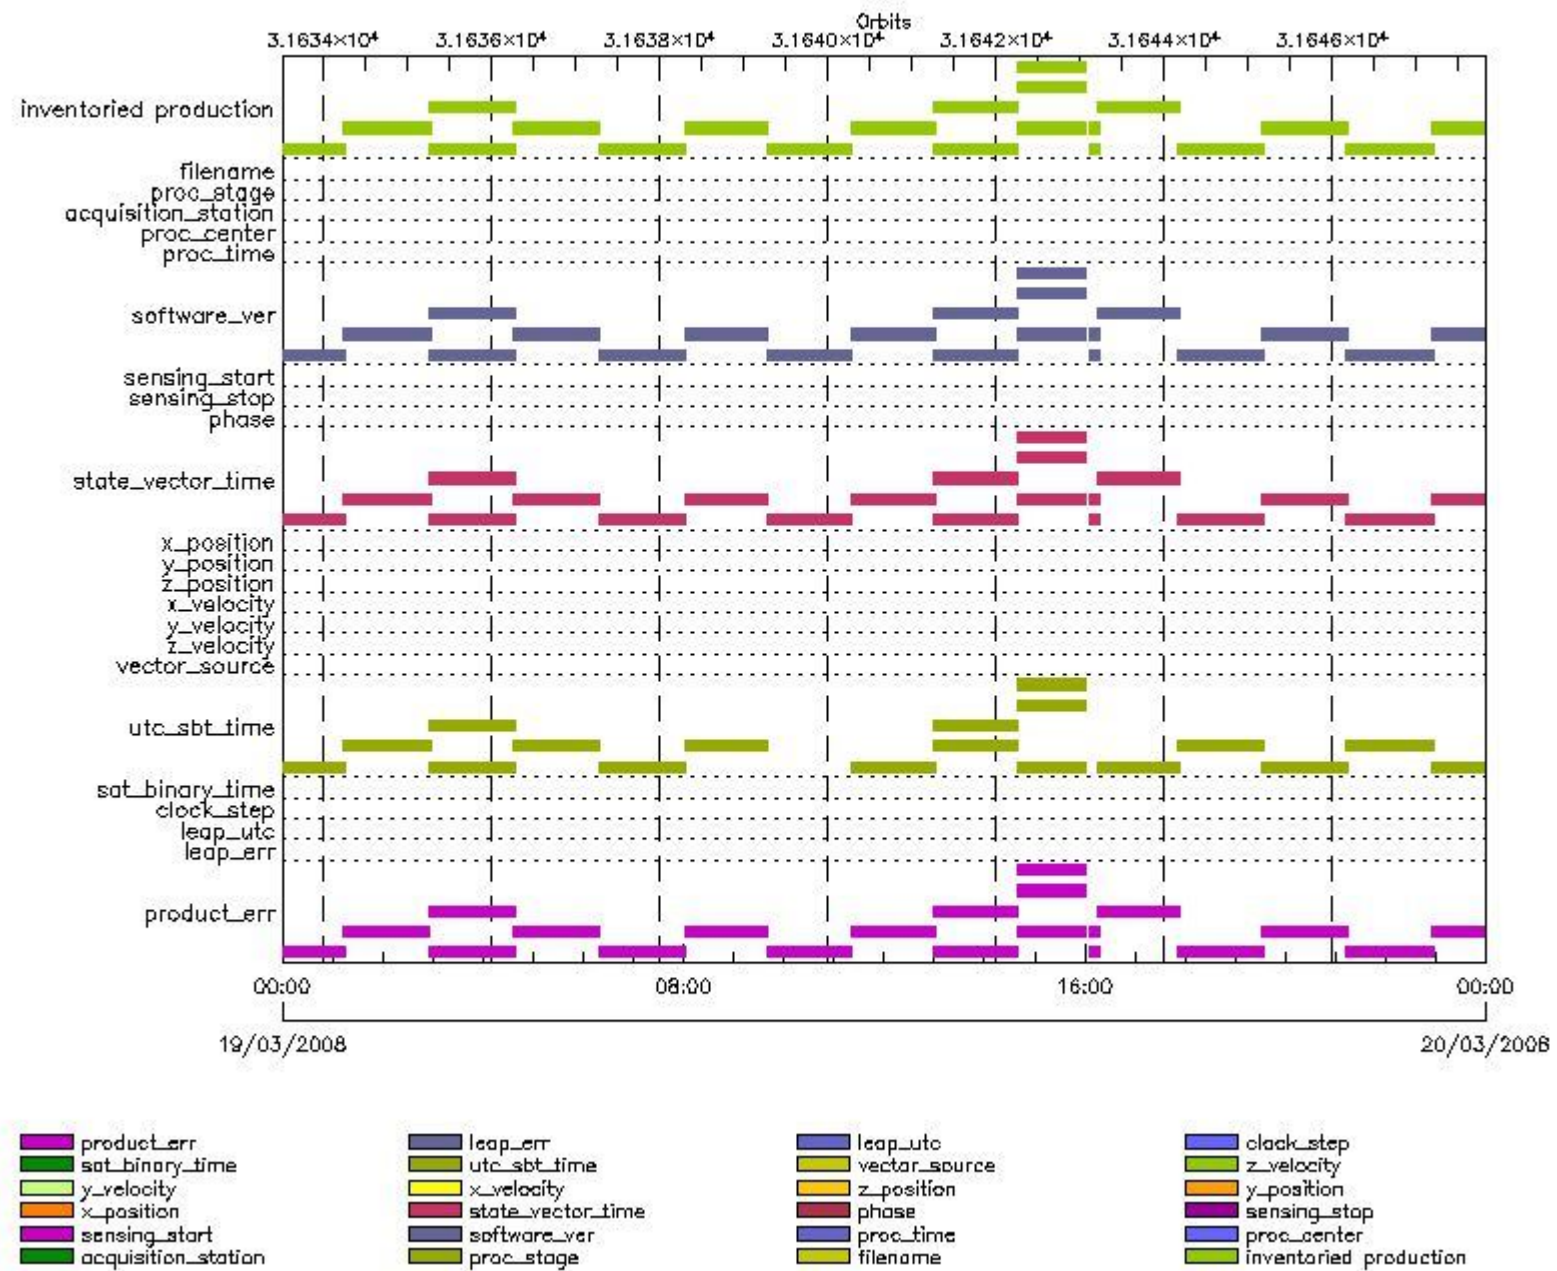 Orbits
3.1634×10⁴ 3.1636×10⁴ 3.1638×10⁴ 3.1640×10⁴ 3.1642×10⁴ 3.1644×10⁴ 3.1646×10⁴
inventoried production
filename
proc_stage
acquisition_station
proc_center
proc_time
software_ver
sensing_start
sensing_stop
phase
state_vector_time
x_position
y_position
z_position
x_velocity
y_velocity
z_velocity
vector_source
utc_sbt_time
sat_binary_time
clock_step
leap_utc
leap_err
product_err
00:00 08:00 16:00 00:00
19/03/2008 20/03/2008
product_err leap_err leap_utc clock_step
sat_binary_time utc_sbt_time vector_source z_velocity
y_velocity x_velocity z_position y_position
x_position state_vector_time phase sensing_stop
sensing_start software_ver proc_time proc_center
acquisition_station proc_stage filename inventoried production